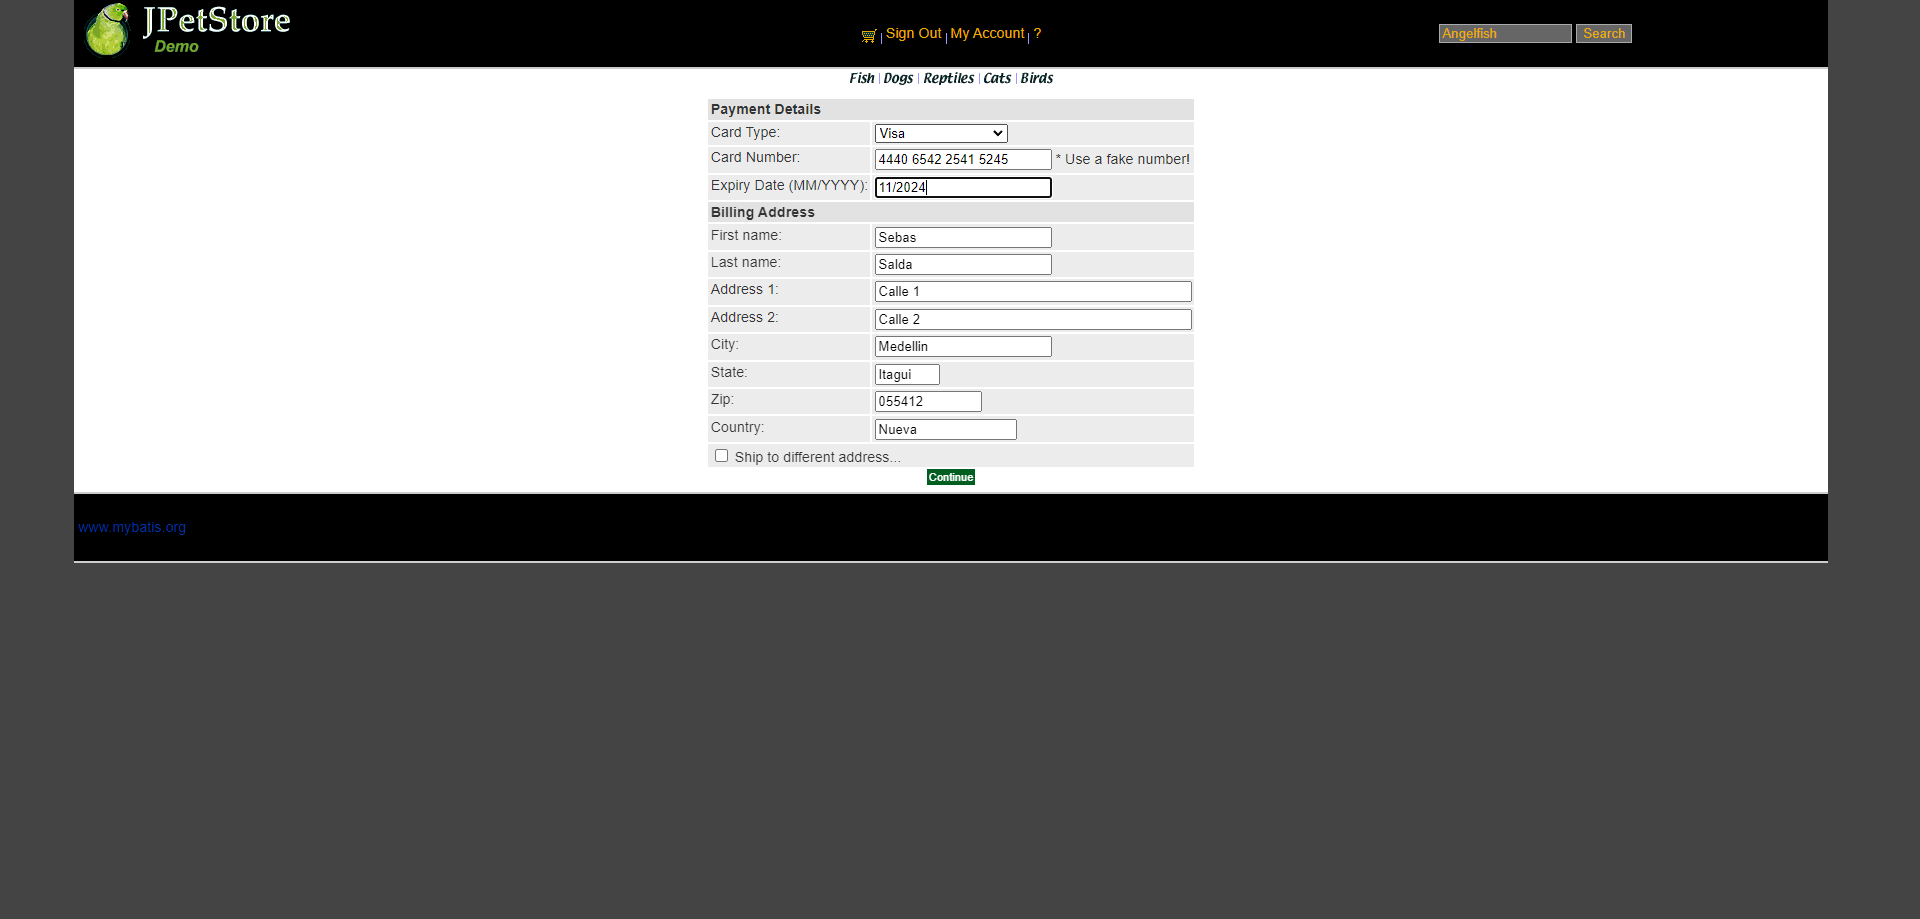 JPetStore
Demo
Sign Out | My Account | ?
Angelfish Search
Fish | Dogs | Reptiles | Cats | Birds
Payment Details
Card Type: Visa
Card Number: 4440 6542 2541 5245 * Use a fake number!
Expiry Date (MM/YYYY): 11/2024
Billing Address
First name: Sebas
Last name: Salda
Address 1: Calle 1
Address 2: Calle 2
City: Medellin
State: Itagui
Zip: 055412
Country: Nueva
Ship to different address...
Continue
www.mybatis.org